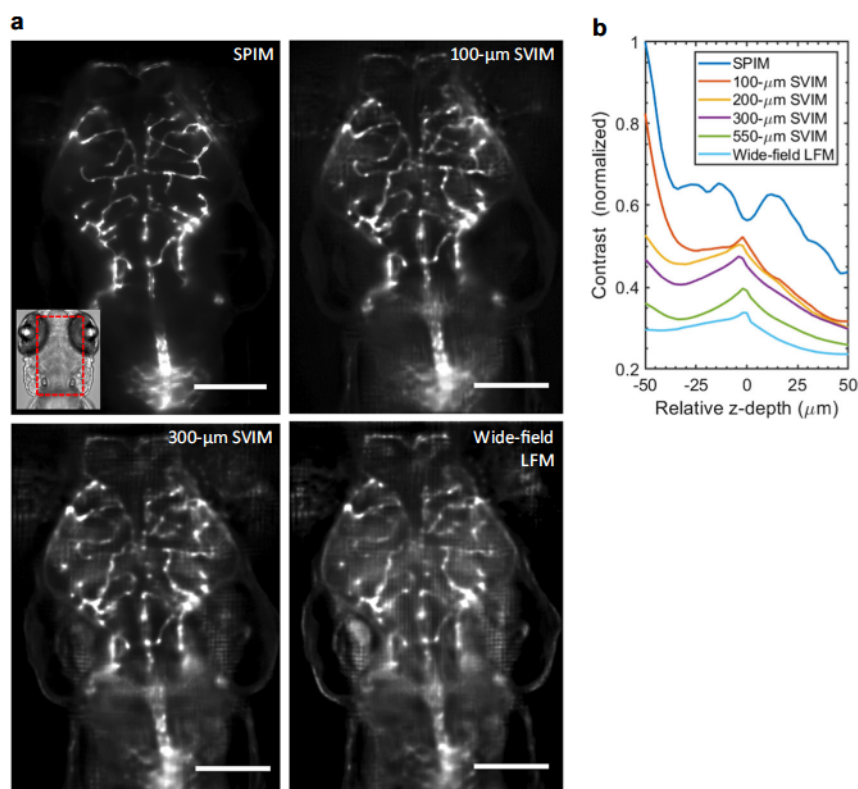 a
SPIM
100-μm SVIM
300-μm SVIM
Wide-field
LFM
b
Contrast (normalized)
1
0.8
0.6
0.4
0.2
SPIM
100-μm SVIM
200-μm SVIM
300-μm SVIM
550-μm SVIM
Wide-field LFM
-50 -25 0 25 50
Relative z-depth (μm)